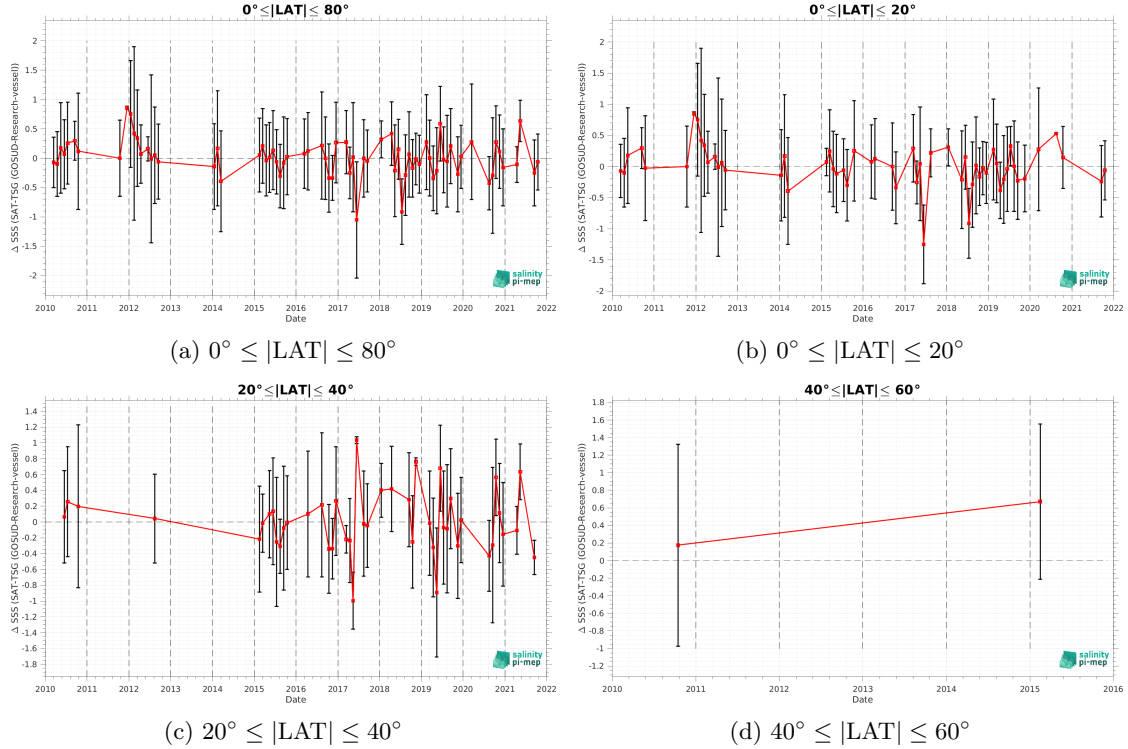 0°≤|LAT|≤ 80°
Δ SSS (SAT-TSG (GOSUD-Research-vessel))
2
1.5
1
0.5
0
-0.5
-1
-1.5
-2
2010 2011 2012 2013 2014 2015 2016 2017 2018 2019 2020 2021 2022
Date
salinity
pi-mep
(a) 0° ≤ |LAT| ≤ 80°
0°≤|LAT|≤ 20°
Δ SSS (SAT-TSG (GOSUD-Research-vessel))
2
1.5
1
0.5
0
-0.5
-1
-1.5
-2
2010 2011 2012 2013 2014 2015 2016 2017 2018 2019 2020 2021 2022
Date
salinity
pi-mep
(b) 0° ≤ |LAT| ≤ 20°
20°≤|LAT|≤ 40°
Δ SSS (SAT-TSG (GOSUD-Research-vessel))
1.4
1.2
1
0.8
0.6
0.4
0.2
0
-0.2
-0.4
-0.6
-0.8
-1
-1.2
-1.4
-1.6
-1.8
2010 2011 2012 2013 2014 2015 2016 2017 2018 2019 2020 2021 2022
Date
salinity
pi-mep
(c) 20° ≤ |LAT| ≤ 40°
40°≤|LAT|≤ 60°
Δ SSS (SAT-TSG (GOSUD-Research-vessel))
1.8
1.6
1.4
1.2
1
0.8
0.6
0.4
0.2
0
-0.2
-0.4
-0.6
-0.8
-1
-1.2
2010 2011 2012 2013 2014 2015 2016
Date
salinity
pi-mep
(d) 40° ≤ |LAT| ≤ 60°